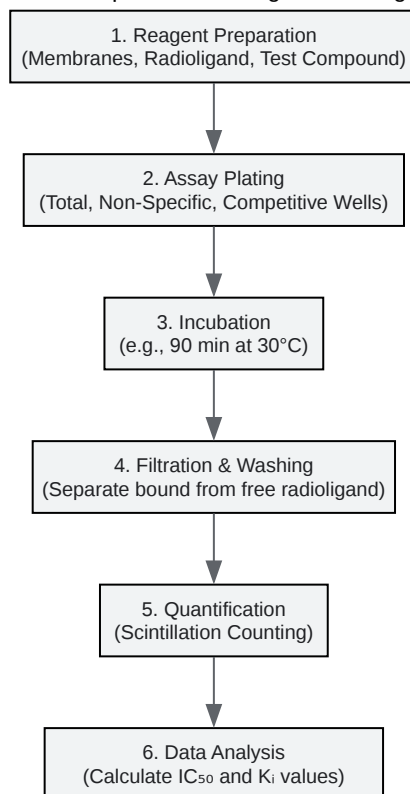 1. Reagent Preparation
(Membranes, Radioligand, Test Compound)
2. Assay Plating
(Total, Non-Specific, Competitive Wells)
3. Incubation
(e.g., 90 min at 30°C)
4. Filtration & Washing
(Separate bound from free radioligand)
5. Quantification
(Scintillation Counting)
6. Data Analysis
(Calculate IC₅₀ and Kᵢ values)